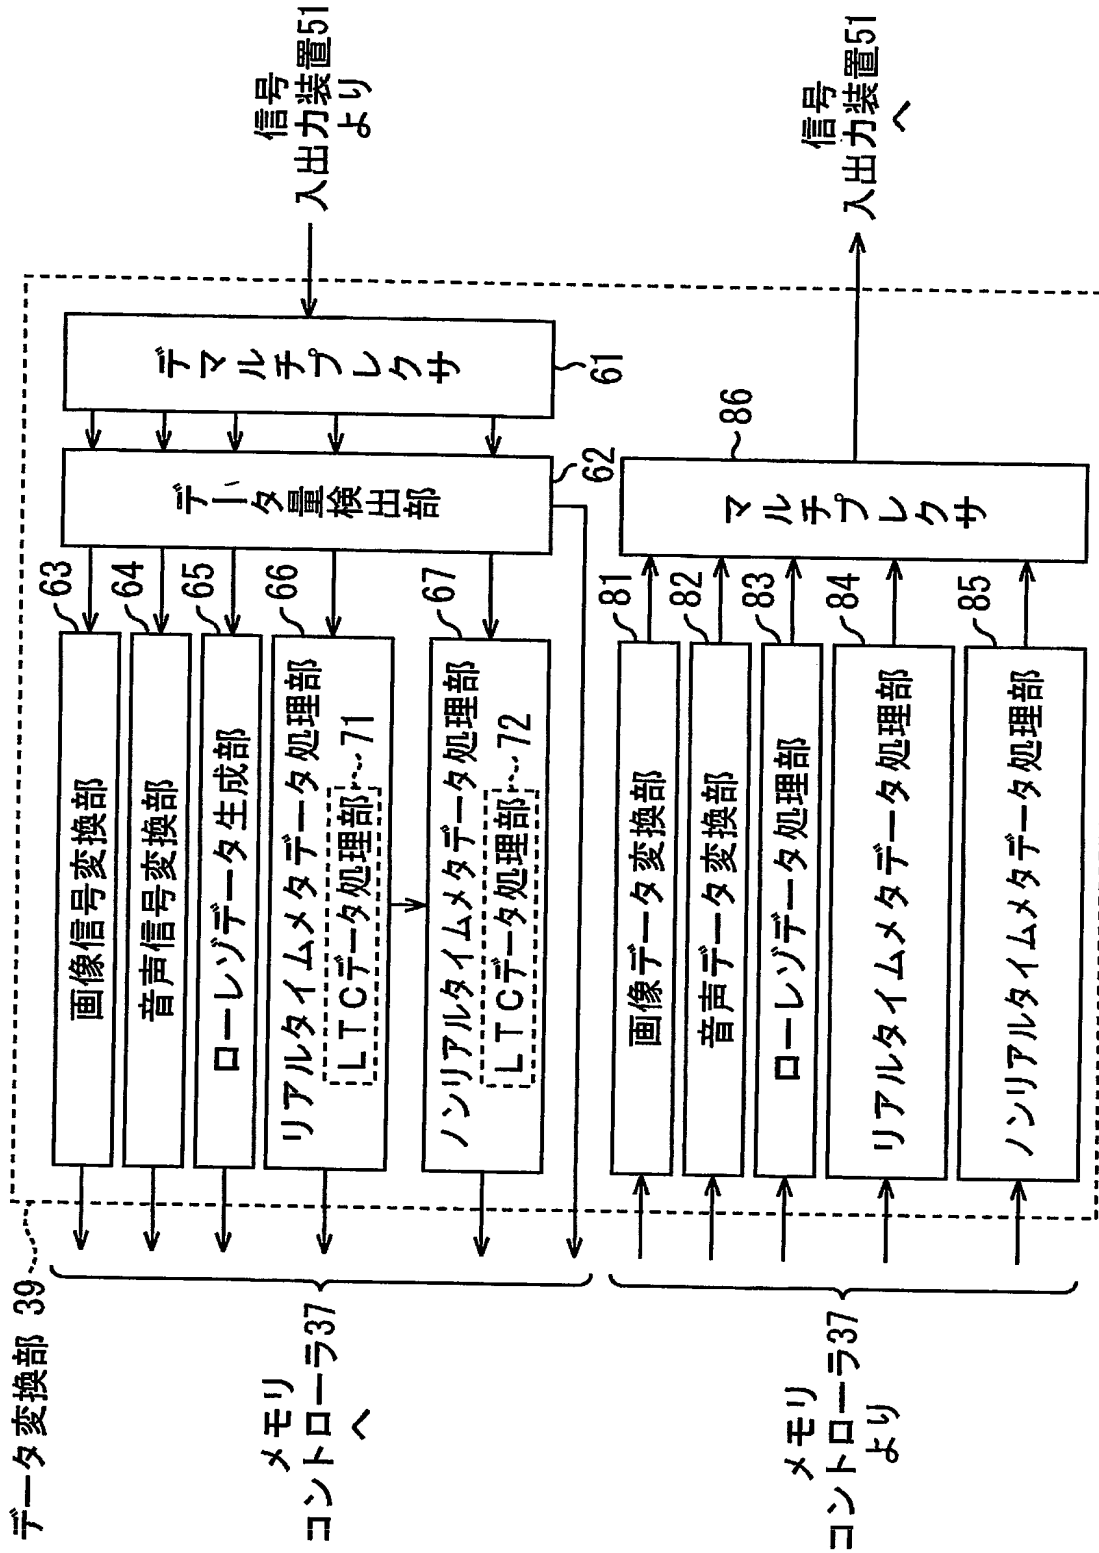 データ変換部 39
信号
入出力装置51
より
デマルチプレクサ
61
データ量検出部
62
63
画像信号変換部
64
音声信号変換部
65
ローレゾデータ生成部
66
リアルタイムメタデータ処理部
LTCデータ処理部
71
67
ノンリアルタイムメタデータ処理部
LTCデータ処理部
72
メモリ
コントローラ37
へ
信号
入出力装置51
へ
86
マルチプレクサ
81
画像データ変換部
82
音声データ変換部
83
ローレゾデータ処理部
84
リアルタイムメタデータ処理部
85
ノンリアルタイムメタデータ処理部
メモリ
コントローラ37
より